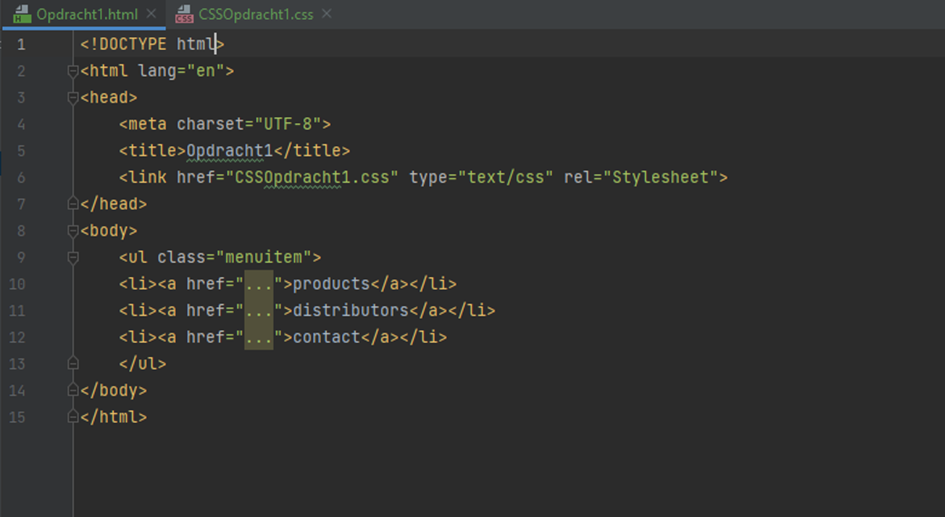 Opdracht1.html CSSOpdracht1.css
1 <!DOCTYPE html>
2 <html lang="en">
3 <head>
4     <meta charset="UTF-8">
5     <title>Opdracht1</title>
6     <link href="CSSOpdracht1.css" type="text/css" rel="Stylesheet">
7 </head>
8 <body>
9     <ul class="menuitem">
10     <li><a href="...">products</a></li>
11     <li><a href="...">distributors</a></li>
12     <li><a href="...">contact</a></li>
13     </ul>
14 </body>
15 </html>